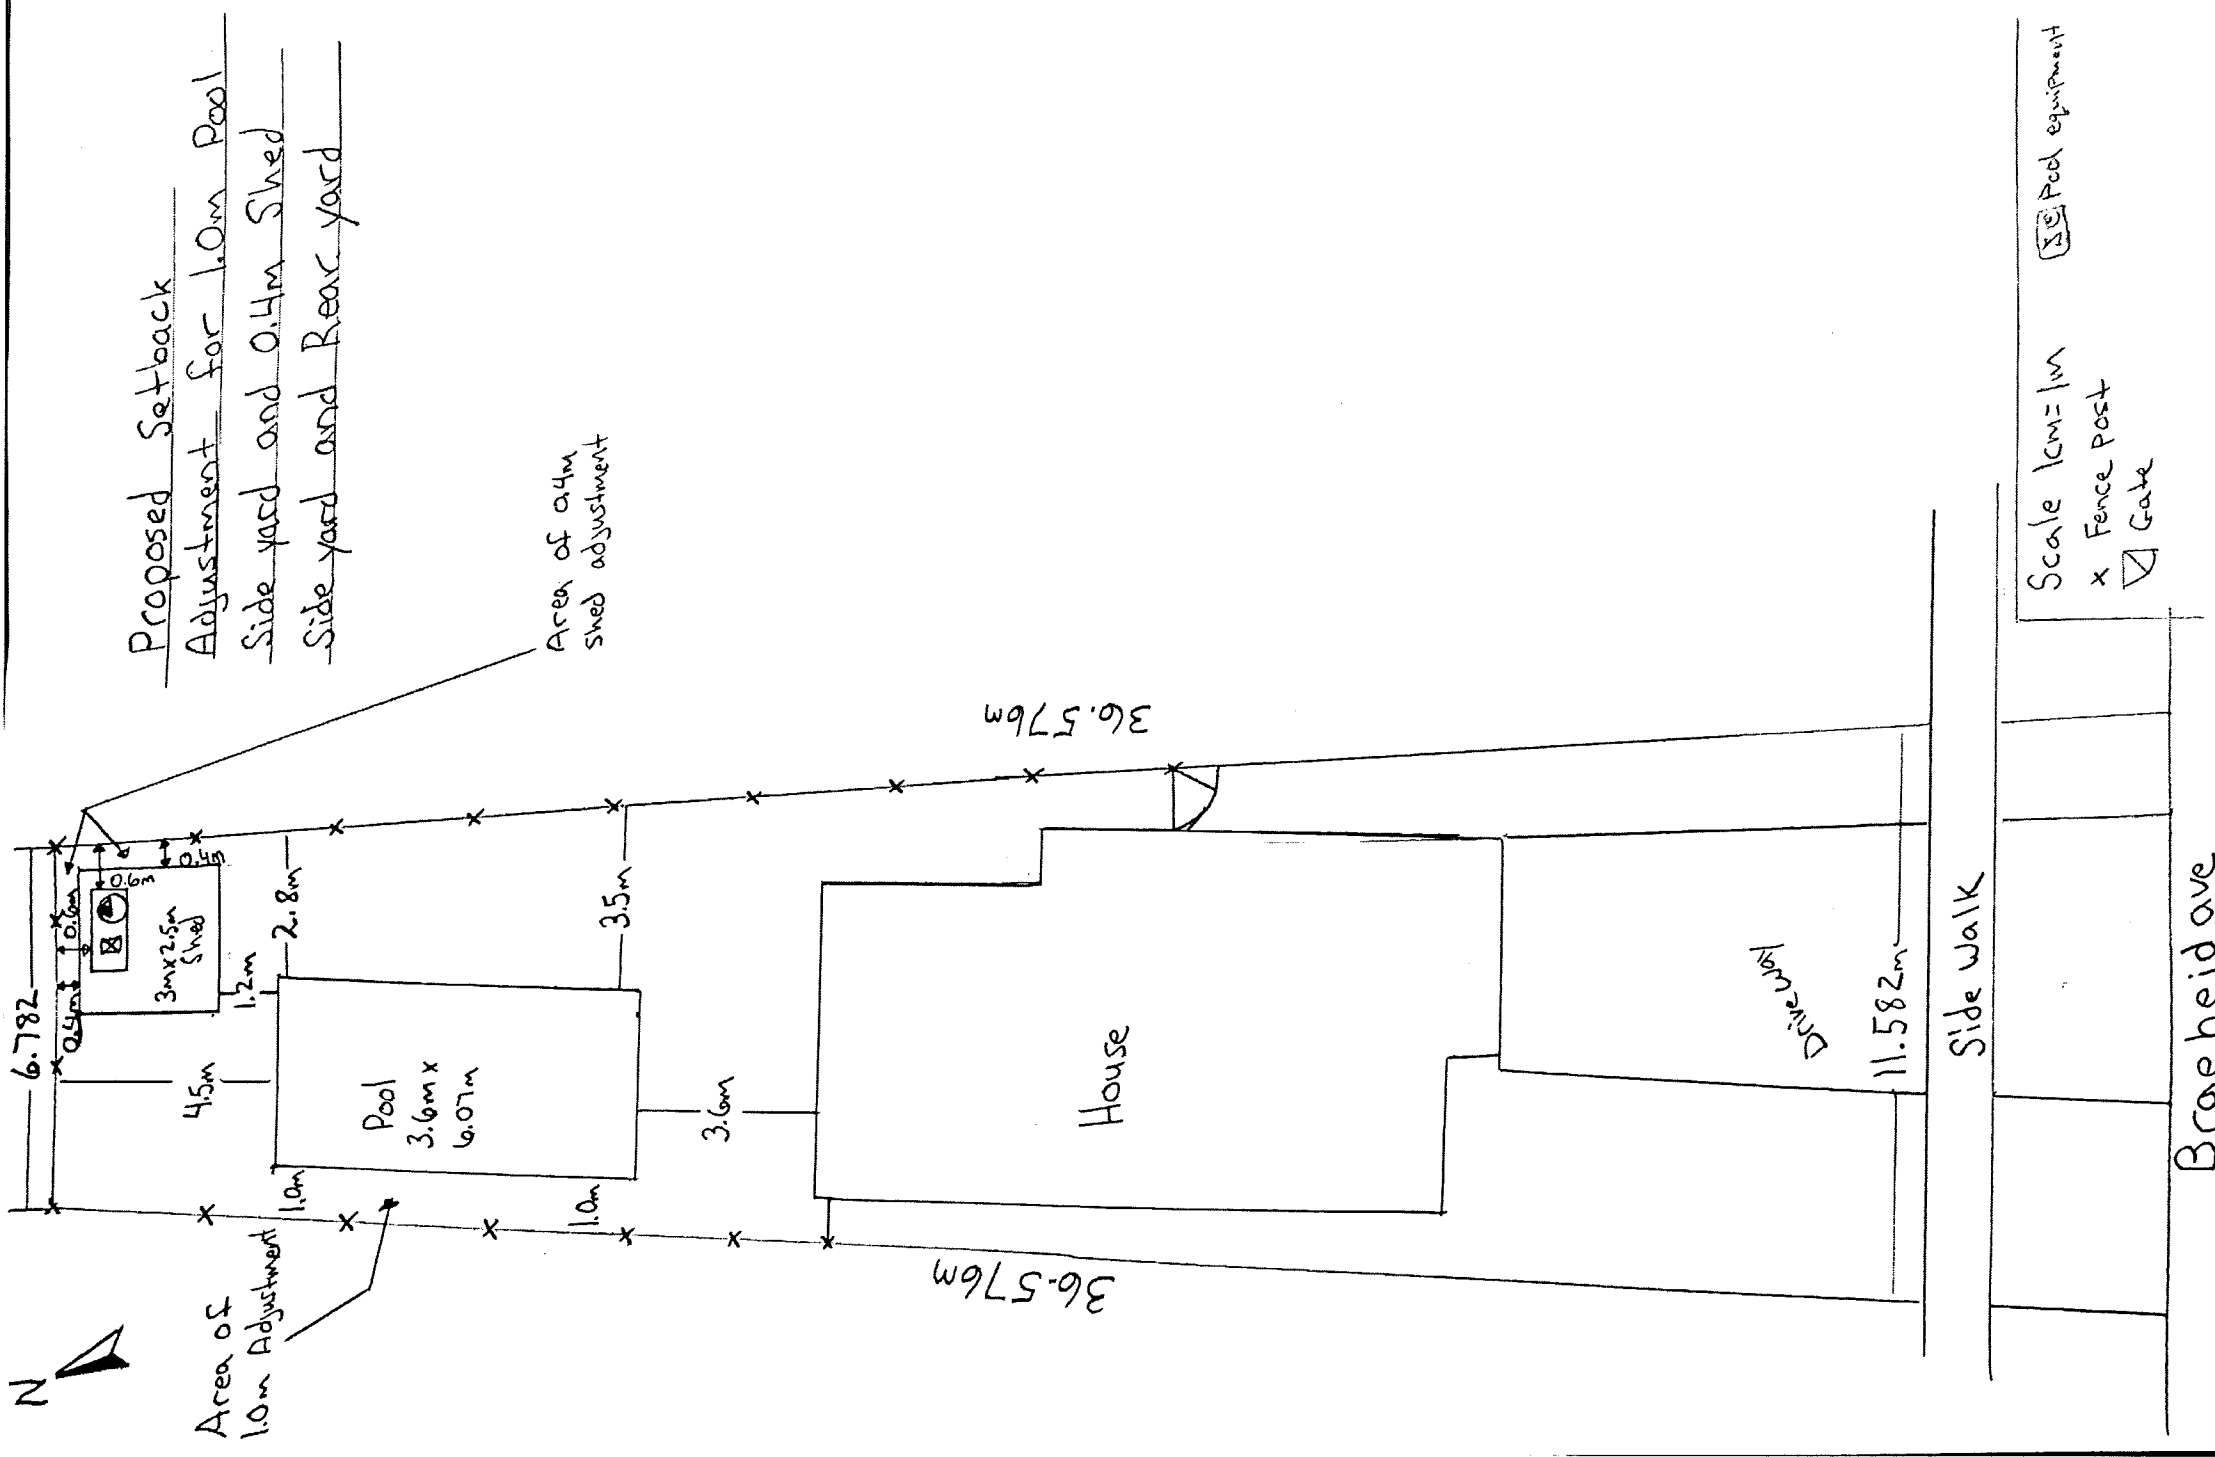 Proposed Setback
Adjustment for 1.0m Pool
Side yard and 0.4m Shed
Side yard and Rear yard
N
Area of
1.0m Adjustment
6.782
0.4m
0.6m
0.6m
0.4m
3mx2.5m
Shed
1.2m
4.5m
2.8m
1.0m
1.0m
Pool
3.6mx
6.07m
3.5m
3.6m
Area of 0.4m
shed adjustment
36.576m
36.576m
House
Drive way
11.582m
Side walk
Braeheid ave
Scale 1cm=1m
Pool equipment
x Fence post
Gate